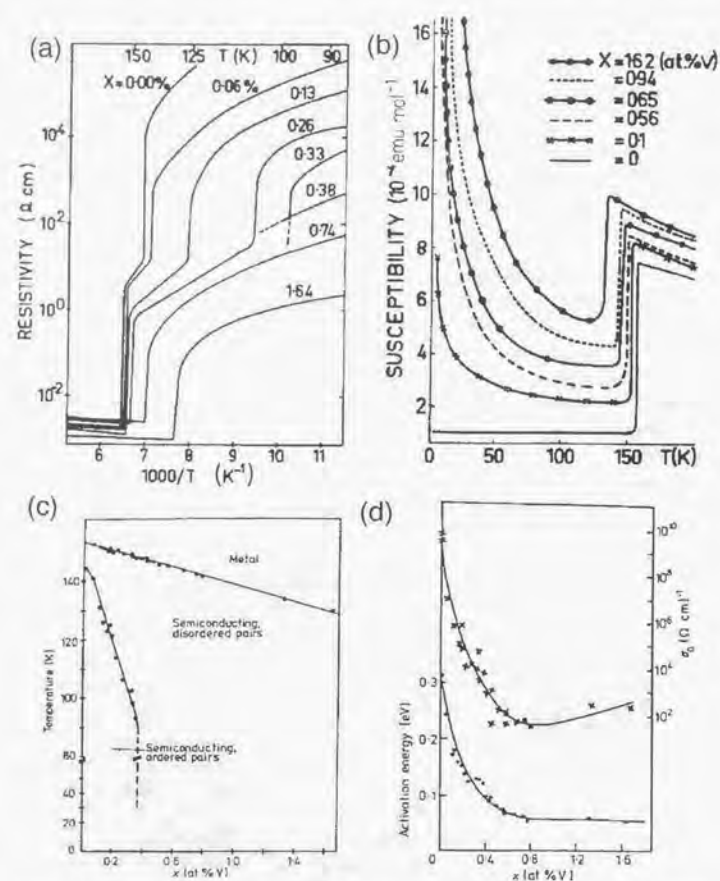 (a)
150 125 T(K) 100 90
X=0.00% 0.06%
0.13
0.26
0.33
0.38
0.74
1.64
RESISTIVITY (Ω cm)
10⁴
10²
10⁰
10⁻²
6 7 8 9 10 11
1000/T (K⁻¹)
(b)
X=1.62 (at.%V)
=0.94
=0.65
=0.56
=0.1
=0
SUSCEPTIBILITY (10⁻⁴ emu mol⁻¹)
16
14
12
10
8
6
4
2
0 50 100 150 T(K)
(c)
Metal
Semiconducting,
disordered pairs
Semiconducting,
ordered pairs
Temperature (K)
140
120
100
60
40
20
0
0.2 0.6 1.0 1.4
x (at %V)
(d)
Activation energy (eV)
0.3
0.2
0.1
σ₀ (Ω cm)⁻¹
10¹⁰
10⁸
10⁶
10⁴
10²
0 0.4 0.8 1.2 1.6
x (at % V)